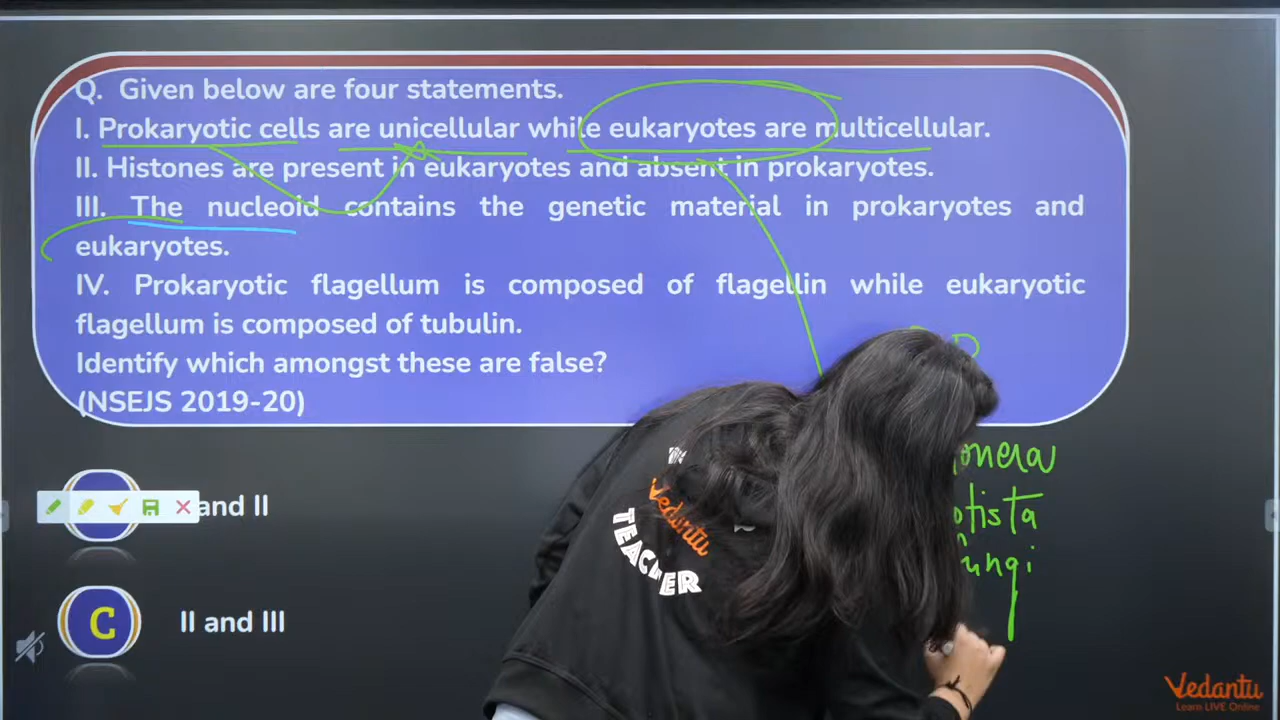 Q. Given below are four statements.
I. Prokaryotic cells are unicellular while eukaryotes are multicellular.
II. Histones are present in eukaryotes and absent in prokaryotes.
III. The nucleoid contains the genetic material in prokaryotes and
eukaryotes.
IV. Prokaryotic flagellum is composed of flagellin while eukaryotic
flagellum is composed of tubulin.
Identify which amongst these are false?
(NSEJS 2019-20)
onera
otista
Fungi
and II
C II and III
Vedantu
TEACHER
Vedantu
Learn LIVE Online